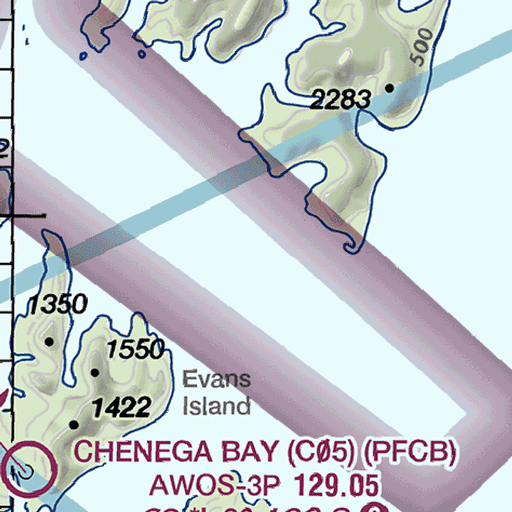 500
2283
1350
1550
Evans
Island
1422
CHENEGA BAY (CØ5) (PFCB)
AWOS-3P 129.05